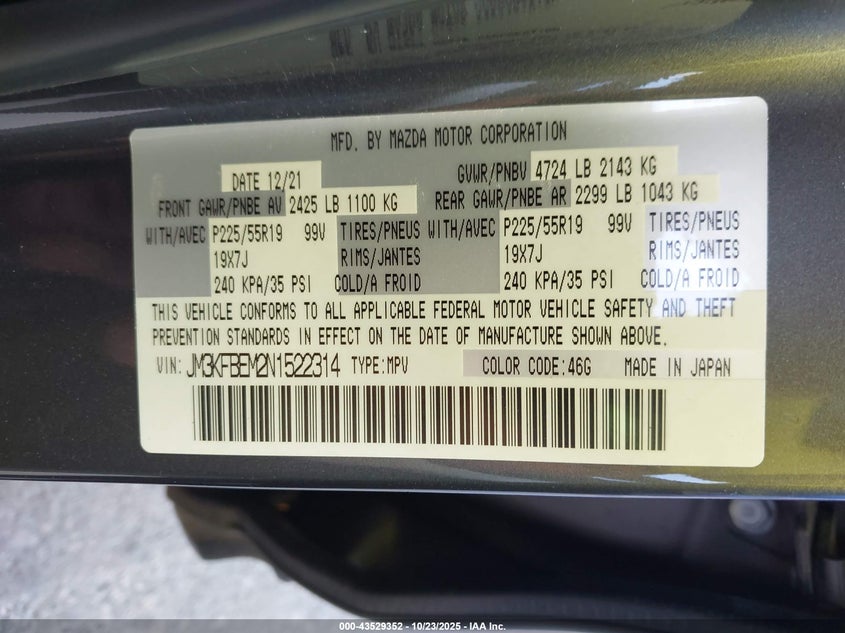 MFD. BY MAZDA MOTOR CORPORATION
DATE 12/21 GVWR/PNBV 4724 LB 2143 KG
FRONT GAWR/PNBE AV 2425 LB 1100 KG REAR GAWR/PNBE AR 2299 LB 1043 KG
WITH/AVEC P225/55R19 99V TIRES/PNEUS WITH/AVEC P225/55R19 99V TIRES/PNEUS
19X7J RIMS/JANTES 19X7J RIMS/JANTES
240 KPA/35 PSI COLD/A FROID 240 KPA/35 PSI COLD/A FROID
THIS VEHICLE CONFORMS TO ALL APPLICABLE FEDERAL MOTOR VEHICLE SAFETY AND THEFT
PREVENTION STANDARDS IN EFFECT ON THE DATE OF MANUFACTURE SHOWN ABOVE.
VIN: JM3KFBEM2N1522314 TYPE:MPV COLOR CODE:46G MADE IN JAPAN
000-43529352 - 10/23/2025 - IAA Inc.